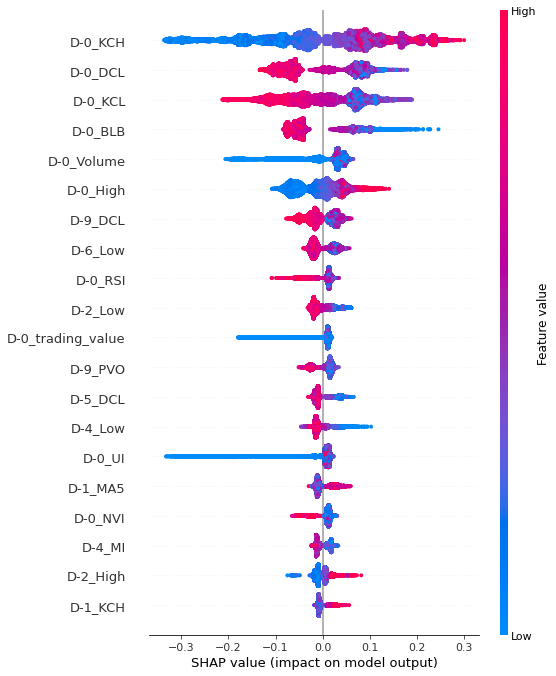 High
D-0_KCH
D-0_DCL
D-0_KCL
D-0_BLB
D-0_Volume
D-0_High
D-9_DCL
D-6_Low
D-0_RSI
D-2_Low
D-0_trading_value
D-9_PVO
D-5_DCL
D-4_Low
D-0_UI
D-1_MA5
D-0_NVI
D-4_MI
D-2_High
D-1_KCH
Feature value
Low
−0.3 −0.2 −0.1 0.0 0.1 0.2 0.3
SHAP value (impact on model output)